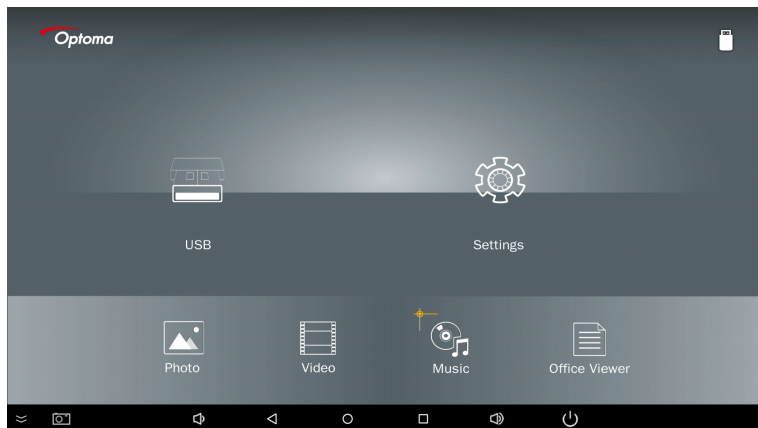 Optoma
USB
Settings
Photo
Video
Music
Office Viewer